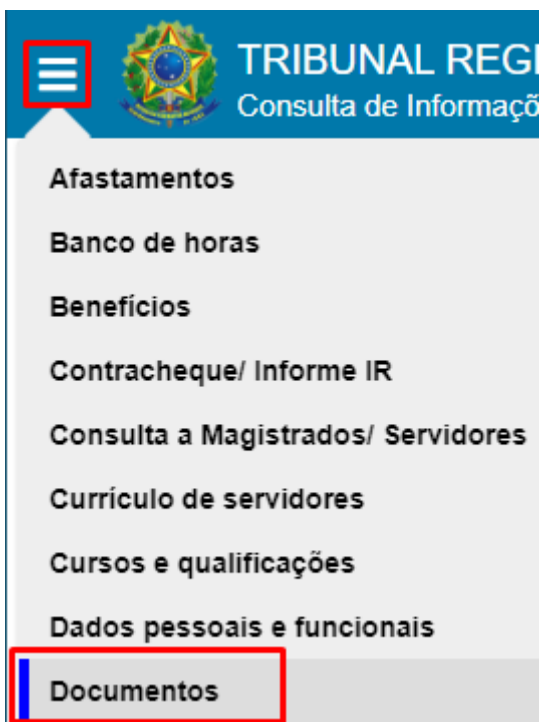 TRIBUNAL REGI
Consulta de Informaçõ
Afastamentos
Banco de horas
Benefícios
Contracheque/ Informe IR
Consulta a Magistrados/ Servidores
Currículo de servidores
Cursos e qualificações
Dados pessoais e funcionais
Documentos